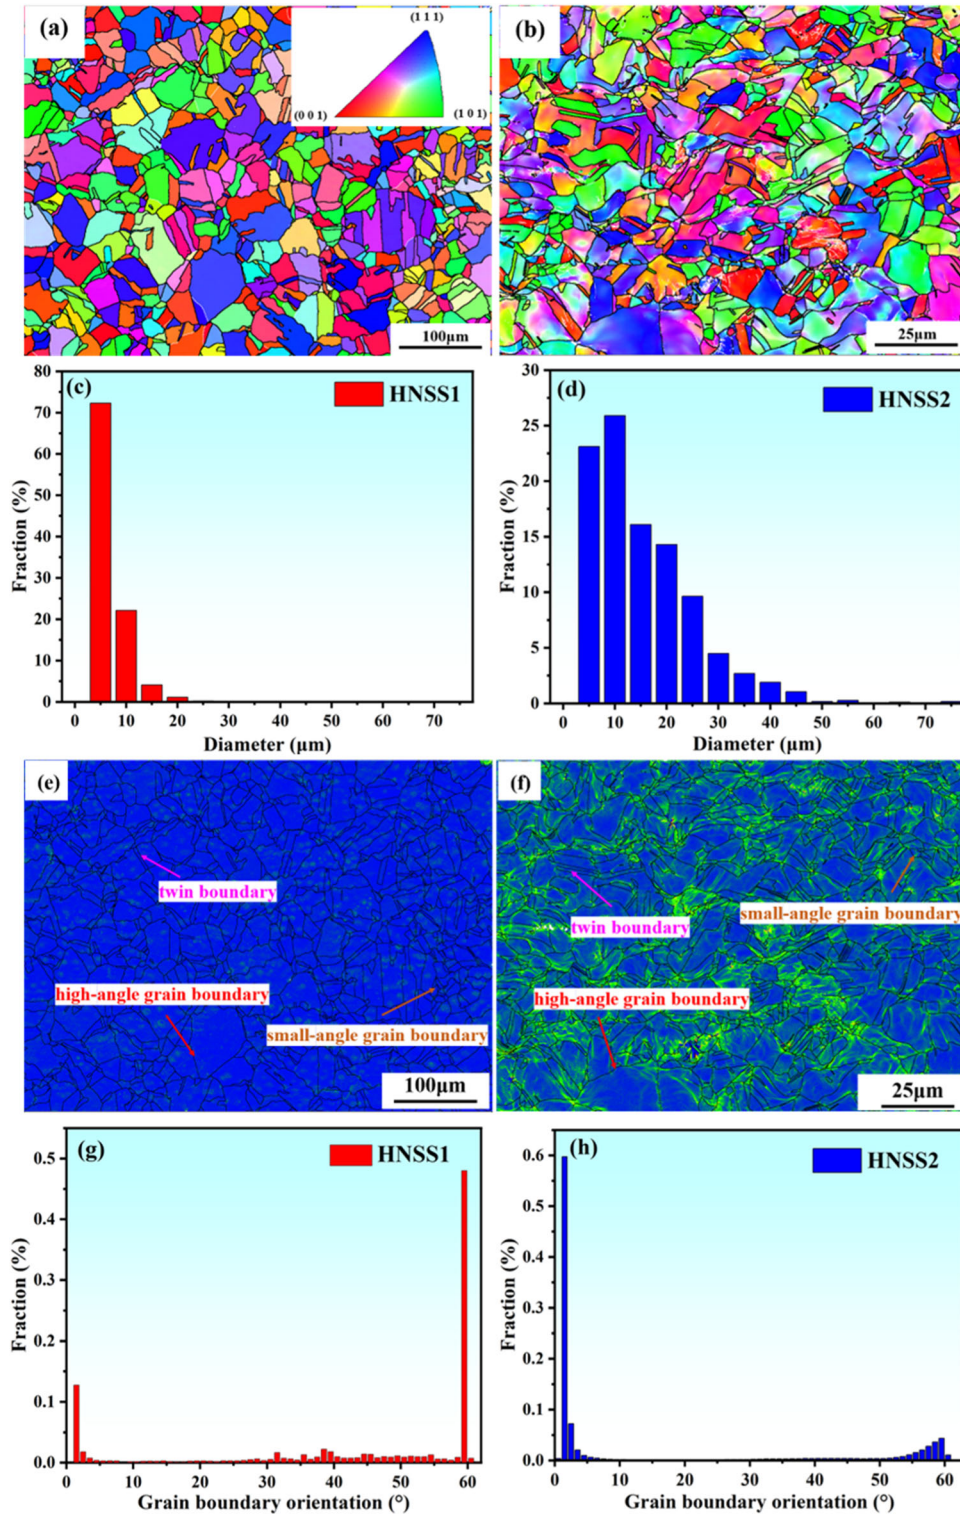 (a)
(1 1 1)
(0 0 1)
(1 0 1)
100μm
(b)
25μm
(c)
HNSS1
80
70
60
50
40
30
20
10
0
Fraction (%)
0 10 20 30 40 50 60 70
Diameter (μm)
(d)
HNSS2
30
25
20
15
10
5
0
Fraction (%)
0 10 20 30 40 50 60 70
Diameter (μm)
(e)
twin boundary
high-angle grain boundary
small-angle grain boundary
100μm
(f)
small-angle grain boundary
twin boundary
high-angle grain boundary
25μm
(g)
HNSS1
0.5
0.4
0.3
0.2
0.1
0.0
Fraction (%)
0 10 20 30 40 50 60
Grain boundary orientation (°)
(h)
HNSS2
0.6
0.5
0.4
0.3
0.2
0.1
0.0
Fraction (%)
0 10 20 30 40 50 60
Grain boundary orientation (°)